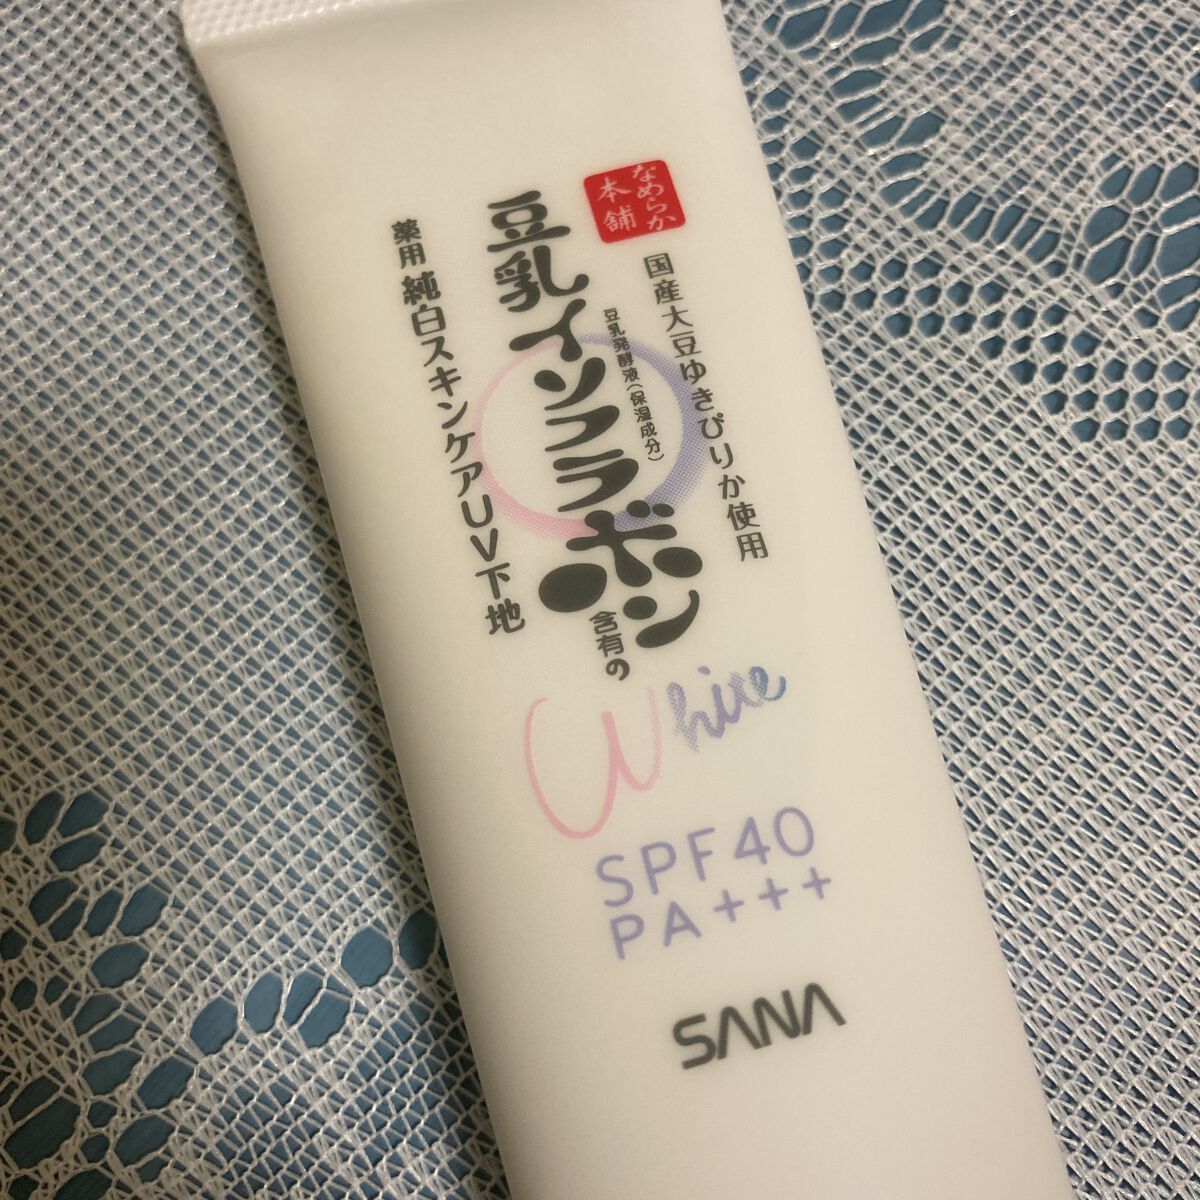 なめらか
本舗
国産大豆ゆきぴりか使用
豆乳発酵液(保湿成分)
豆乳イソフラボン
含有の
薬用 純白スキンケアUV下地
White
SPF40
PA+++
SANA